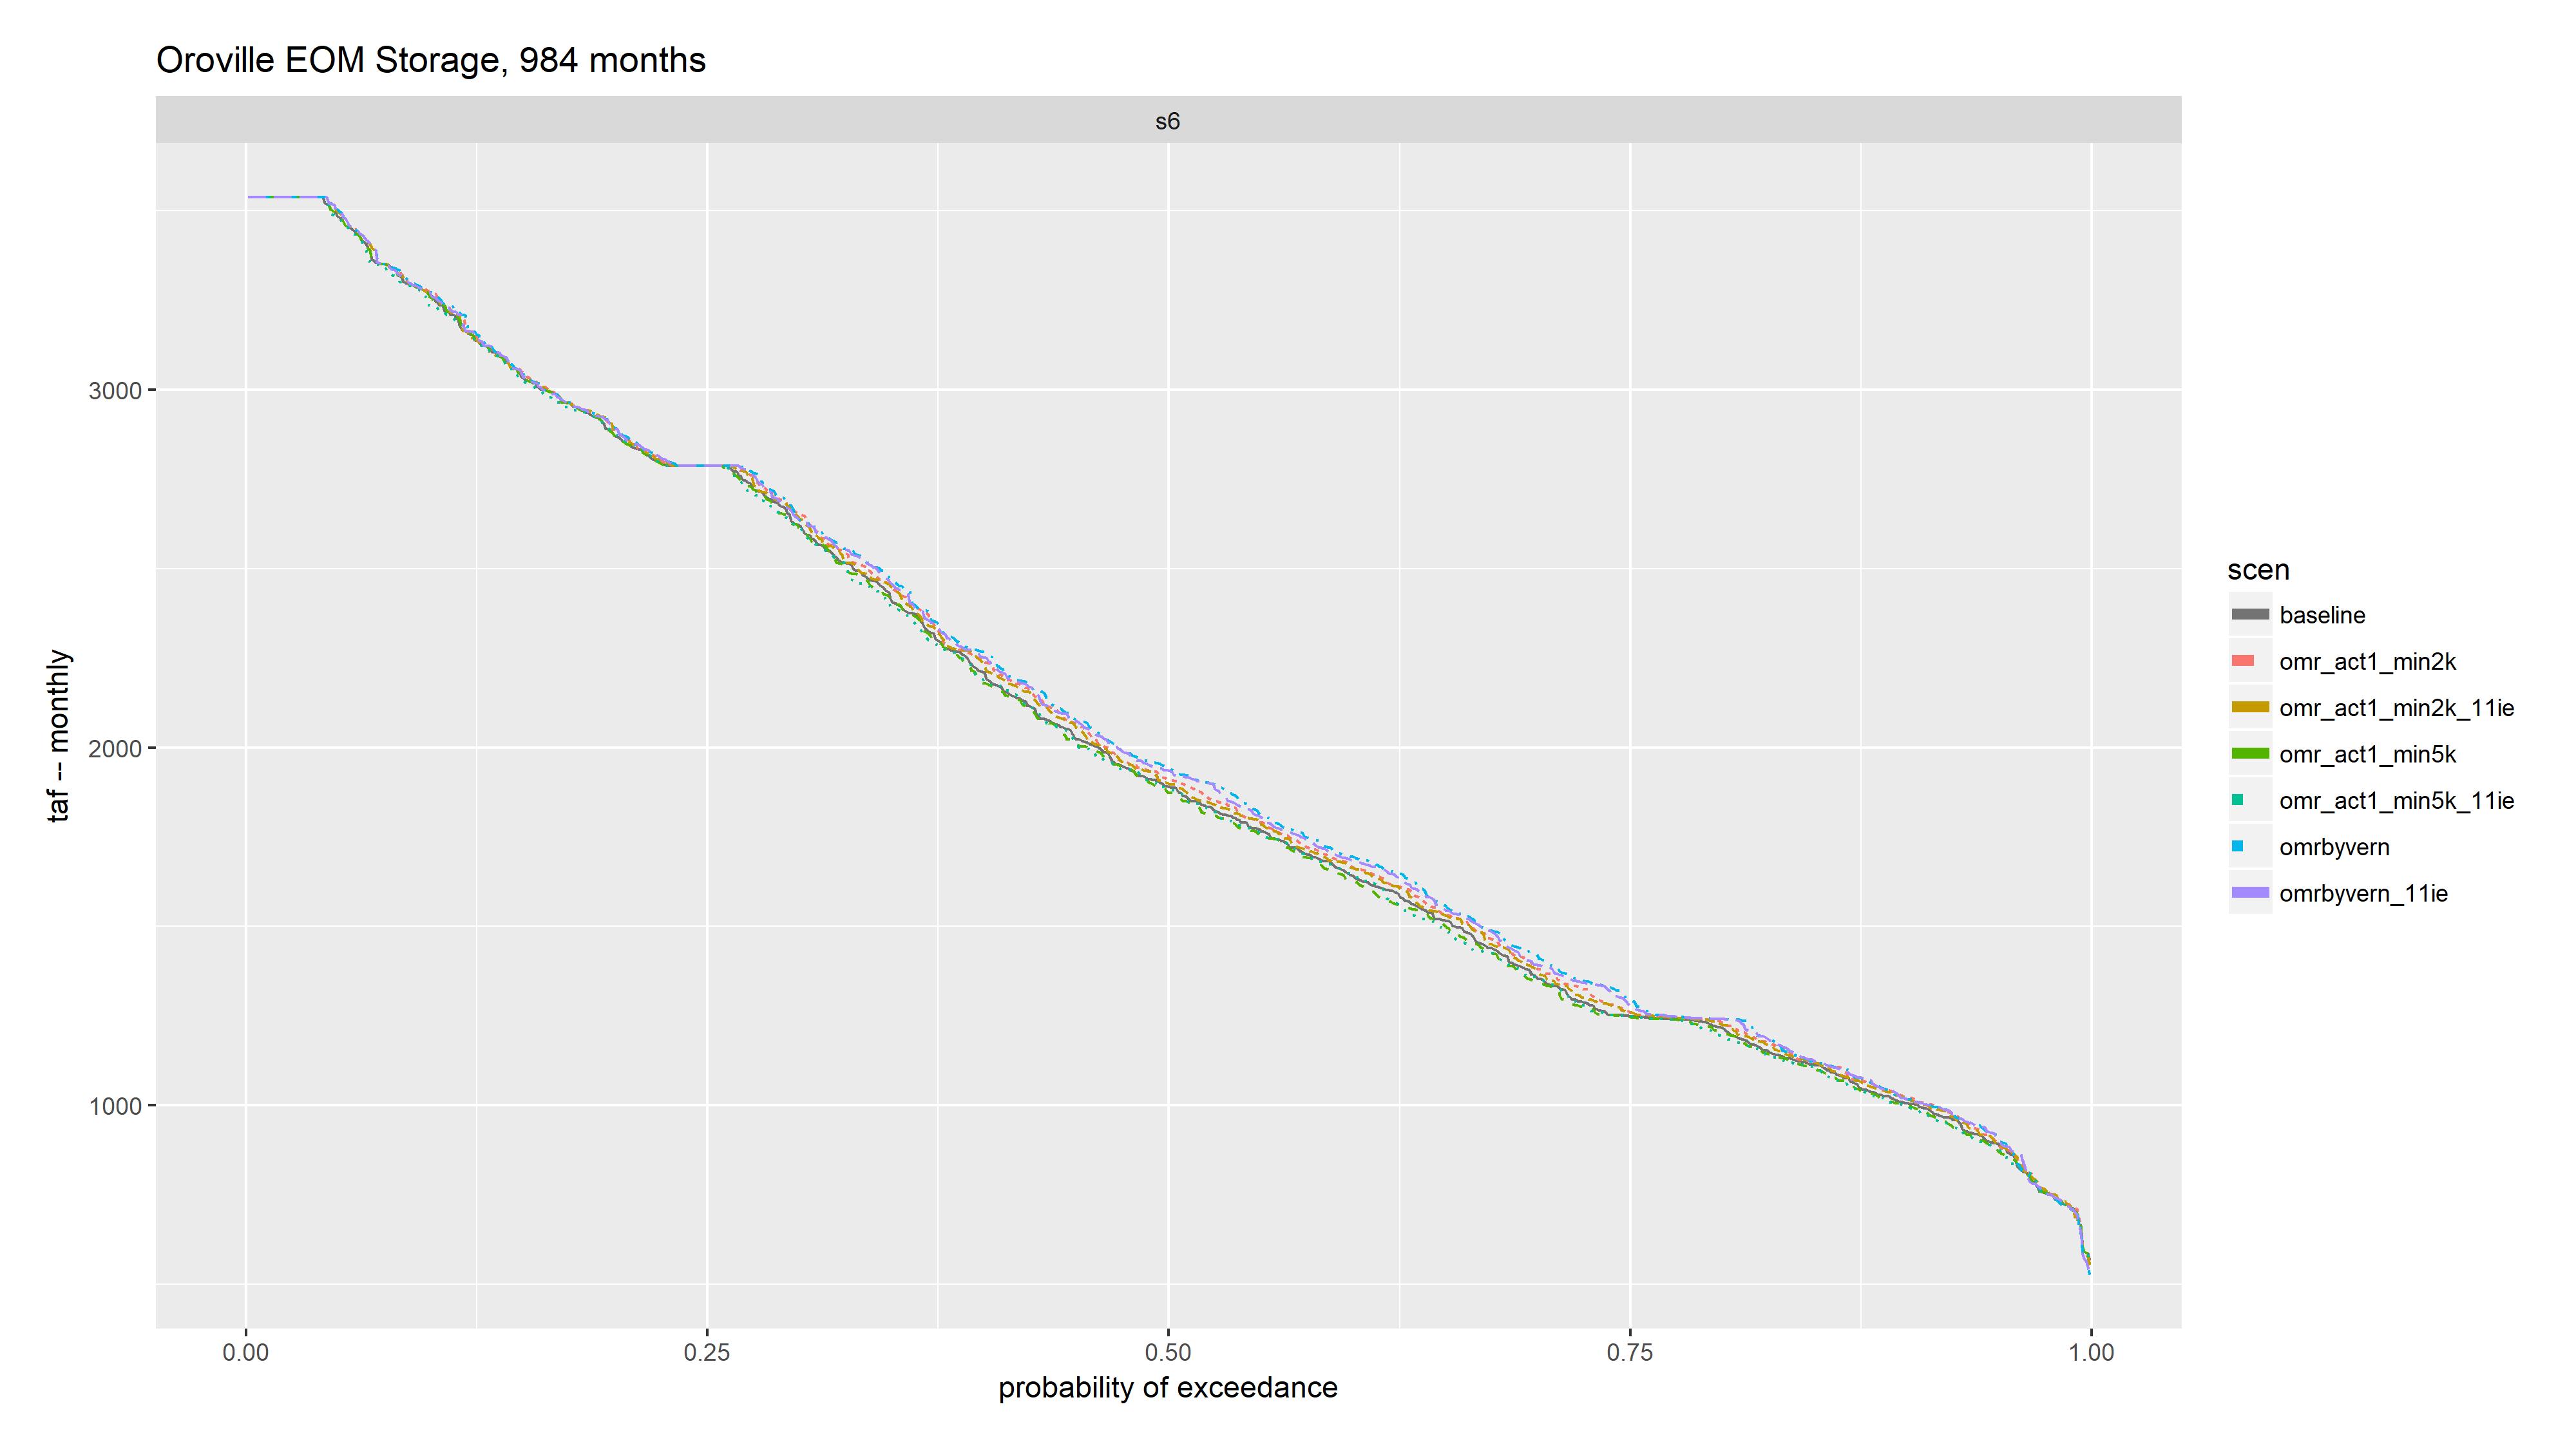 Oroville EOM Storage, 984 months
s6
3000
2000
1000
taf -- monthly
0.00
0.25
0.50
0.75
1.00
probability of exceedance
scen
baseline
omr_act1_min2k
omr_act1_min2k_11ie
omr_act1_min5k
omr_act1_min5k_11ie
omrbyvern
omrbyvern_11ie